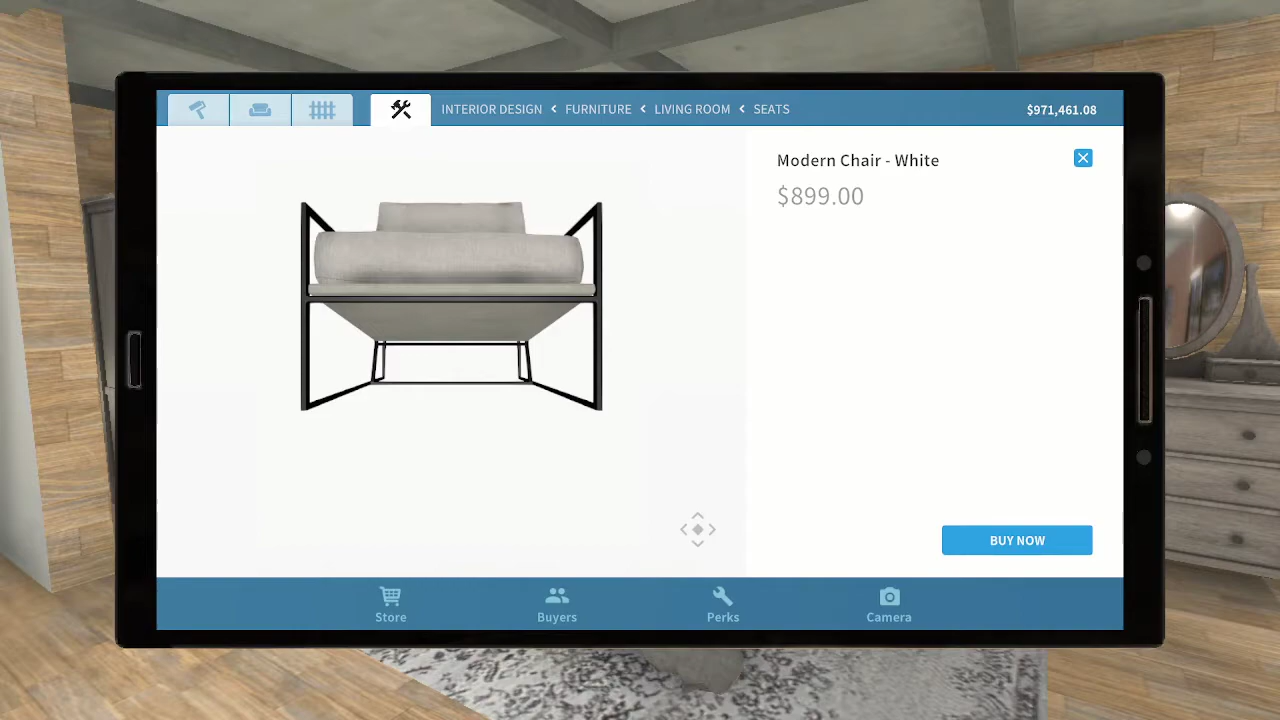 INTERIOR DESIGN < FURNITURE < LIVING ROOM < SEATS
$971,461.08
Modern Chair - White
$899.00
BUY NOW
Store
Buyers
Perks
Camera